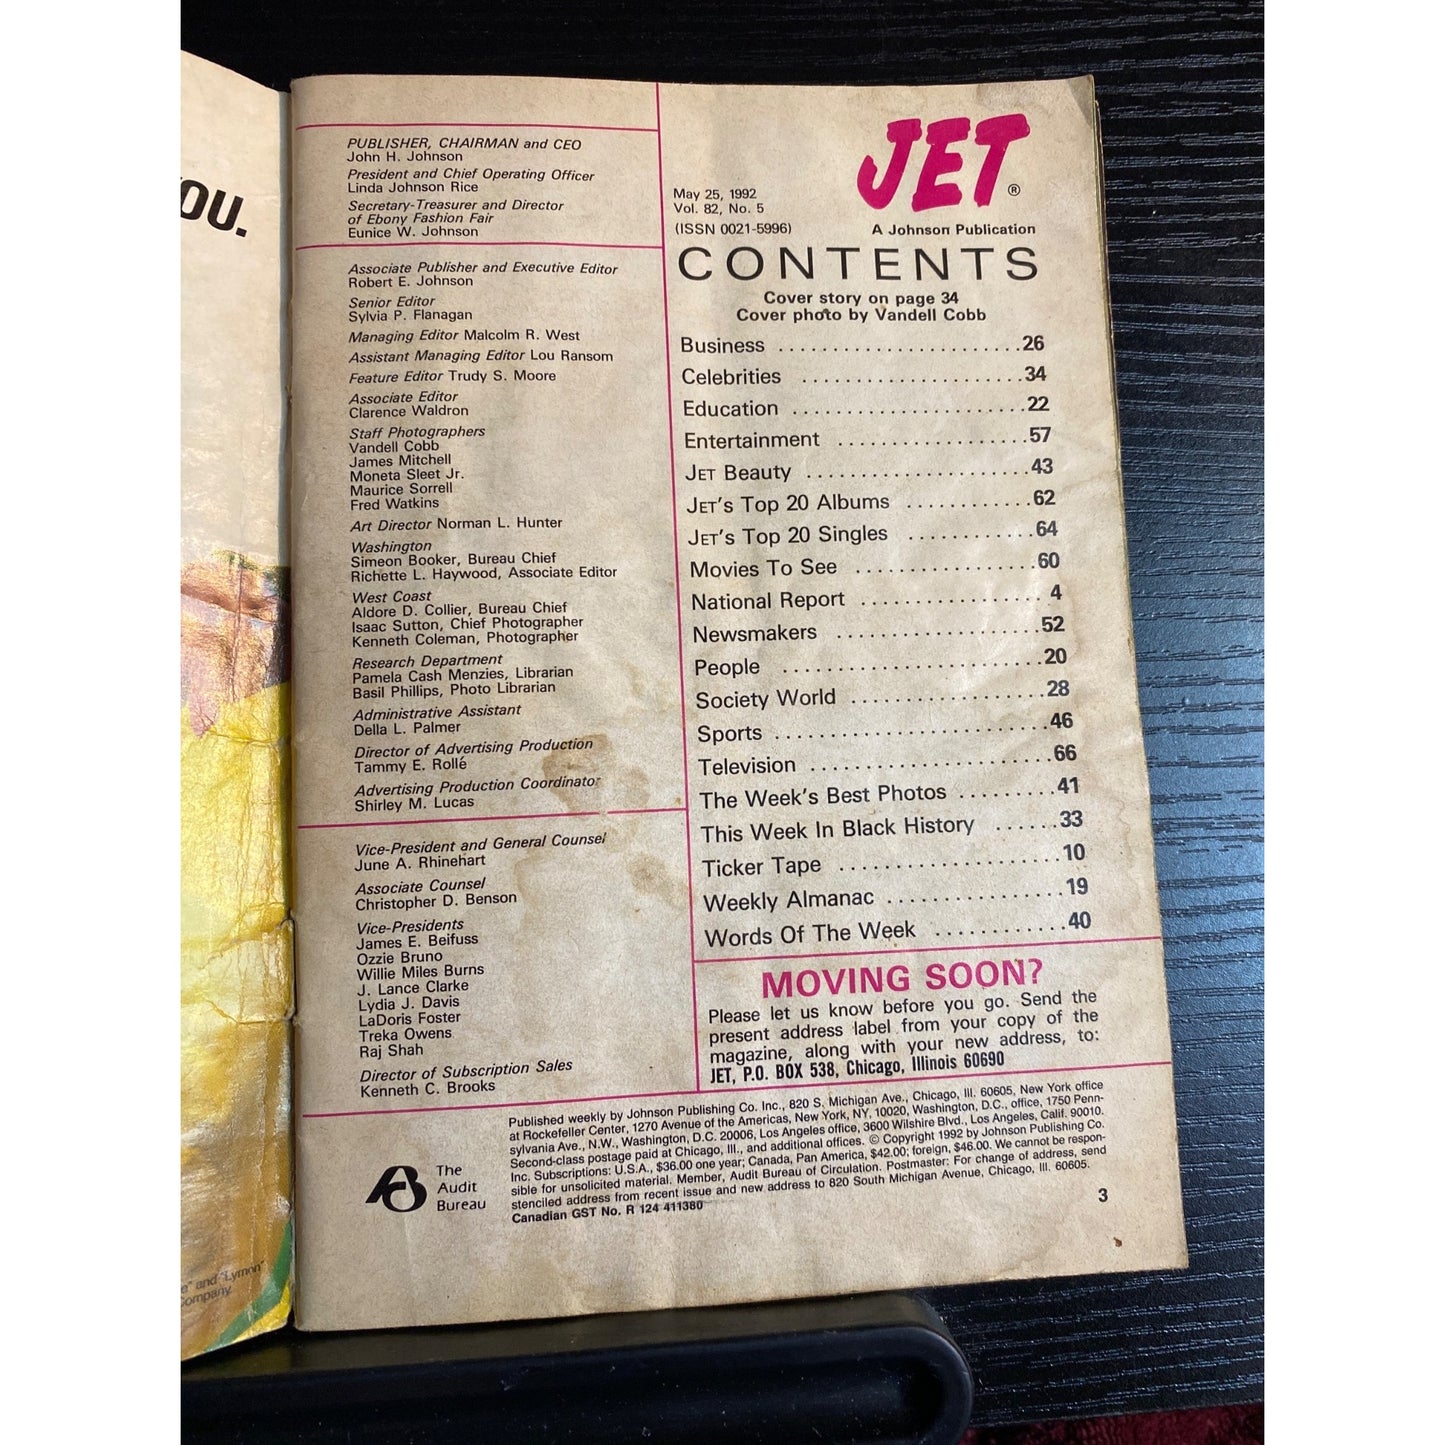 YOU.
e" and "Lymon"
Company.
PUBLISHER, CHAIRMAN and CEO
John H. Johnson
President and Chief Operating Officer
Linda Johnson Rice
Secretary-Treasurer and Director
of Ebony Fashion Fair
Eunice W. Johnson
Associate Publisher and Executive Editor
Robert E. Johnson
Senior Editor
Sylvia P. Flanagan
Managing Editor Malcolm R. West
Assistant Managing Editor Lou Ransom
Feature Editor Trudy S. Moore
Associate Editor
Clarence Waldron
Staff Photographers
Vandell Cobb
James Mitchell
Moneta Sleet Jr.
Maurice Sorrell
Fred Watkins
Art Director Norman L. Hunter
Washington
Simeon Booker, Bureau Chief
Richette L. Haywood, Associate Editor
West Coast
Aldore D. Collier, Bureau Chief
Isaac Sutton, Chief Photographer
Kenneth Coleman, Photographer
Research Department
Pamela Cash Menzies, Librarian
Basil Phillips, Photo Librarian
Administrative Assistant
Della L. Palmer
Director of Advertising Production
Tammy E. Rollé
Advertising Production Coordinator
Shirley M. Lucas
Vice-President and General Counsel
June A. Rhinehart
Associate Counsel
Christopher D. Benson
Vice-Presidents
James E. Beifuss
Ozzie Bruno
Willie Miles Burns
J. Lance Clarke
Lydia J. Davis
LaDoris Foster
Treka Owens
Raj Shah
Director of Subscription Sales
Kenneth C. Brooks
JET®
May 25, 1992
Vol. 82, No. 5
(ISSN 0021-5996)
A Johnson Publication
CONTENTS
Cover story on page 34
Cover photo by Vandell Cobb
Business ......................26
Celebrities ....................34
Education .....................22
Entertainment .................57
JET Beauty ....................43
JET's Top 20 Albums ...........62
JET's Top 20 Singles ...........64
Movies To See ................60
National Report ................4
Newsmakers ..................52
People .......................20
Society World .................28
Sports ........................46
Television .....................66
The Week's Best Photos .........41
This Week In Black History ......33
Ticker Tape ...................10
Weekly Almanac ...............19
Words Of The Week ............40
MOVING SOON?
Please let us know before you go. Send the
present address label from your copy of the
magazine, along with your new address, to:
JET, P.O. BOX 538, Chicago, Illinois 60690
Published weekly by Johnson Publishing Co. Inc., 820 S. Michigan Ave., Chicago, Ill. 60605, New York office
at Rockefeller Center, 1270 Avenue of the Americas, New York, NY, 10020, Washington, D.C., office, 1750 Penn-
sylvania Ave., N.W., Washington, D.C. 20006, Los Angeles office, 3600 Wilshire Blvd., Los Angeles, Calif. 90010.
Second-class postage paid at Chicago, Ill., and additional offices. © Copyright 1992 by Johnson Publishing Co.
Inc. Subscriptions: U.S.A., $36.00 one year; Canada, Pan America, $42.00; foreign, $46.00. We cannot be respon-
sible for unsolicited material. Member, Audit Bureau of Circulation. Postmaster: For change of address, send
stenciled address from recent issue and new address to 820 South Michigan Avenue, Chicago, Ill. 60605.
Canadian GST No. R 124 411380
The
Audit
Bureau
3